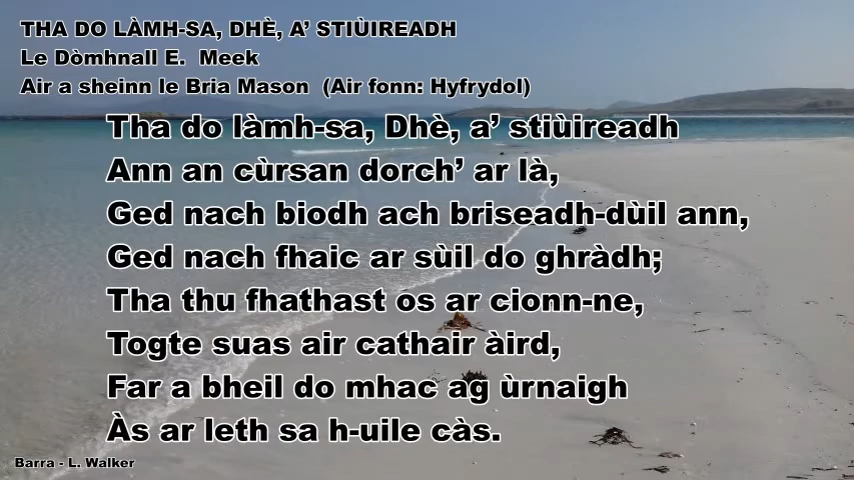 THA DO LÀMH-SA, DHÈ, A’ STIÙIREADH
Le Dòmhnall E. Meek
Air a sheinn le Bria Mason (Air fonn: Hyfrydol)
Tha do làmh-sa, Dhè, a’ stiùireadh
Ann an cùrsan dorch’ ar là,
Ged nach biodh ach briseadh-dùil ann,
Ged nach fhaic ar sùil do ghràdh;
Tha thu fhathast os ar cionn-ne,
Togte suas air cathair àird,
Far a bheil do mhac ag ùrnaigh
Às ar leth sa h-uile càs.
Barra - L. Walker